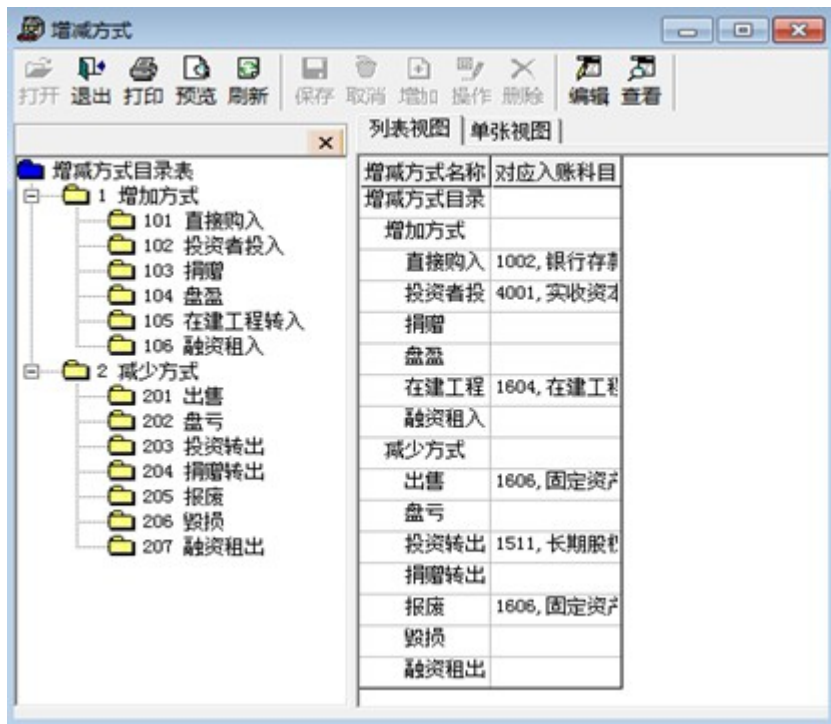 增减方式
打开 退出 打印 预览 刷新 保存 取消 增加 操作 删除 编辑 查看
列表视图 单张视图
增减方式目录表
1 增加方式
101 直接购入
102 投资者投入
103 捐赠
104 盘盈
105 在建工程转入
106 融资租入
2 减少方式
201 出售
202 盘亏
203 投资转出
204 捐赠转出
205 报废
206 毁损
207 融资租出
增减方式名称 对应入账科目
增减方式目录
增加方式
直接购入 1002,银行存款
投资者投 4001,实收资本
捐赠
盘盈
在建工程 1604,在建工程
融资租入
减少方式
出售 1606,固定资产
盘亏
投资转出 1511,长期股权
捐赠转出
报废 1606,固定资产
毁损
融资租出